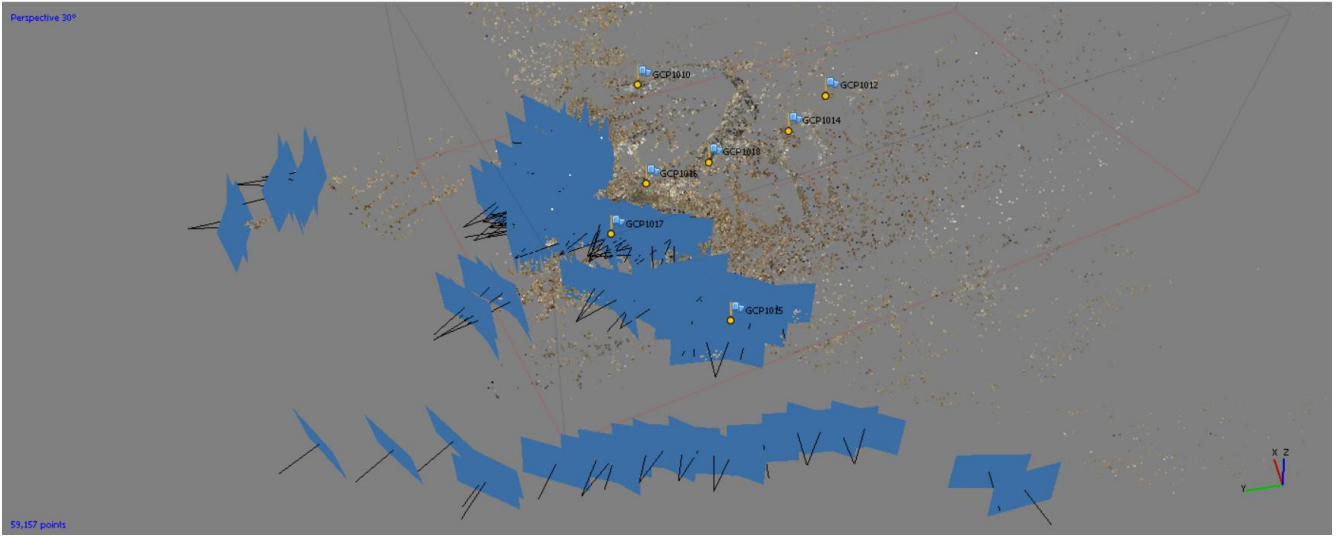 Perspective 30°
GCP1010
GCP1012
GCP1014
GCP1018
GCP1016
GCP1017
GCP1015
X Z
Y
59,157 points